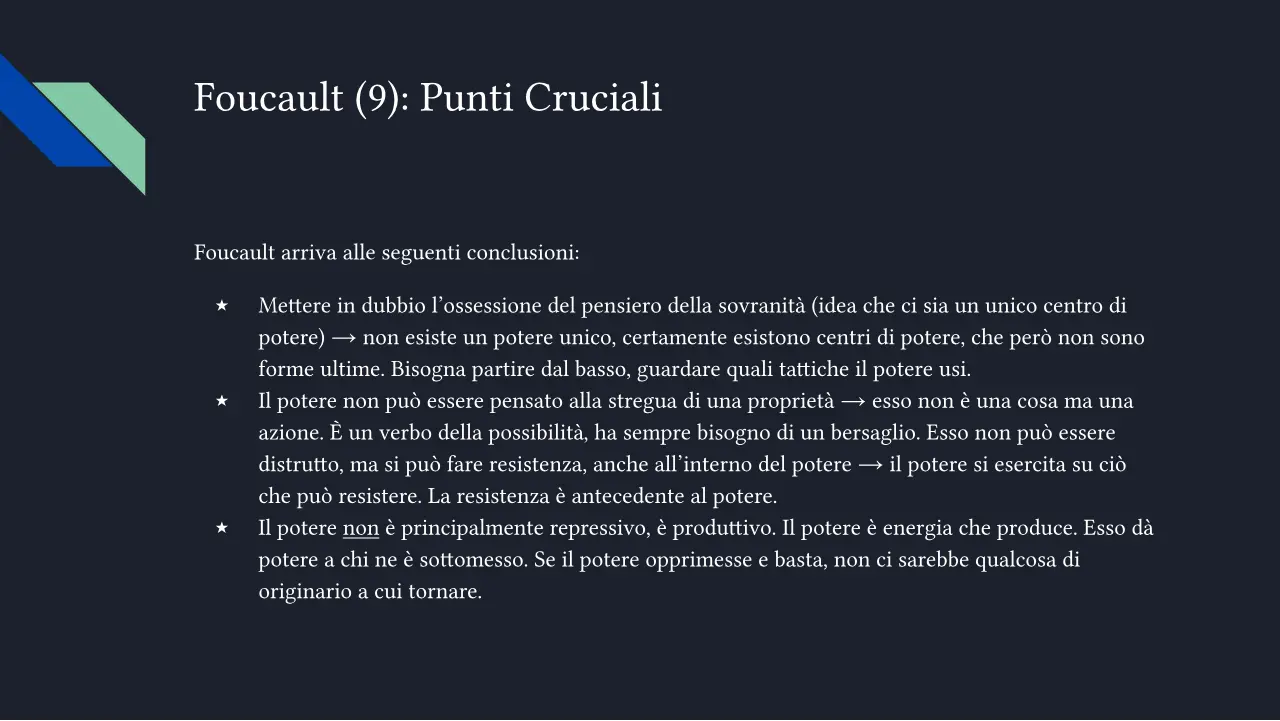 Foucault (9): Punti Cruciali
Foucault arriva alle seguenti conclusioni:
★ Mettere in dubbio l’ossessione del pensiero della sovranità (idea che ci sia un unico centro di
potere) ⟶ non esiste un potere unico, certamente esistono centri di potere, che però non sono
forme ultime. Bisogna partire dal basso, guardare quali tattiche il potere usi.
★ Il potere non può essere pensato alla stregua di una proprietà ⟶ esso non è una cosa ma una
azione. È un verbo della possibilità, ha sempre bisogno di un bersaglio. Esso non può essere
distrutto, ma si può fare resistenza, anche all’interno del potere ⟶ il potere si esercita su ciò
che può resistere. La resistenza è antecedente al potere.
★ Il potere non è principalmente repressivo, è produttivo. Il potere è energia che produce. Esso dà
potere a chi ne è sottomesso. Se il potere opprimesse e basta, non ci sarebbe qualcosa di
originario a cui tornare.